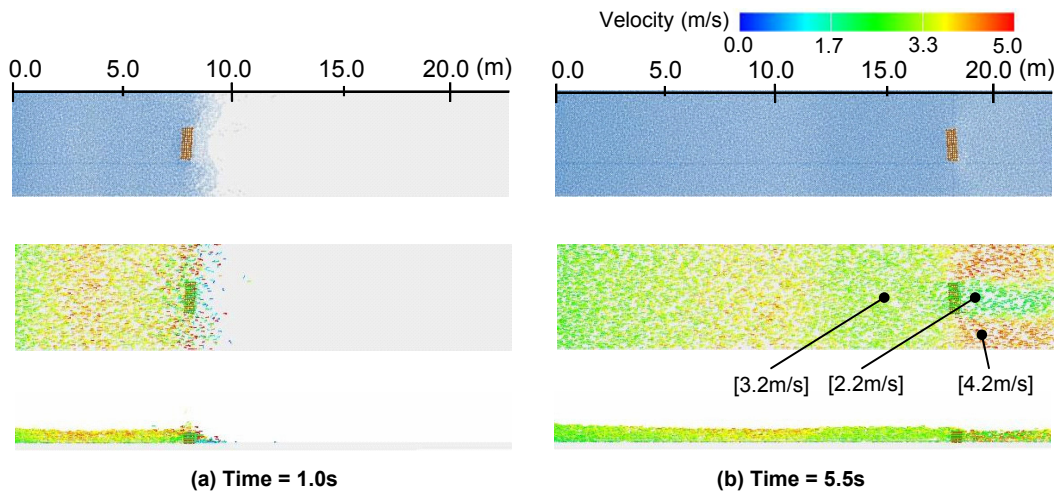 Velocity (m/s)
0.0 1.7 3.3 5.0
0.0 5.0 10.0 20.0 (m)
0.0 5.0 10.0 15.0 20.0 (m)
[3.2m/s] [2.2m/s] [4.2m/s]
(a) Time = 1.0s
(b) Time = 5.5s